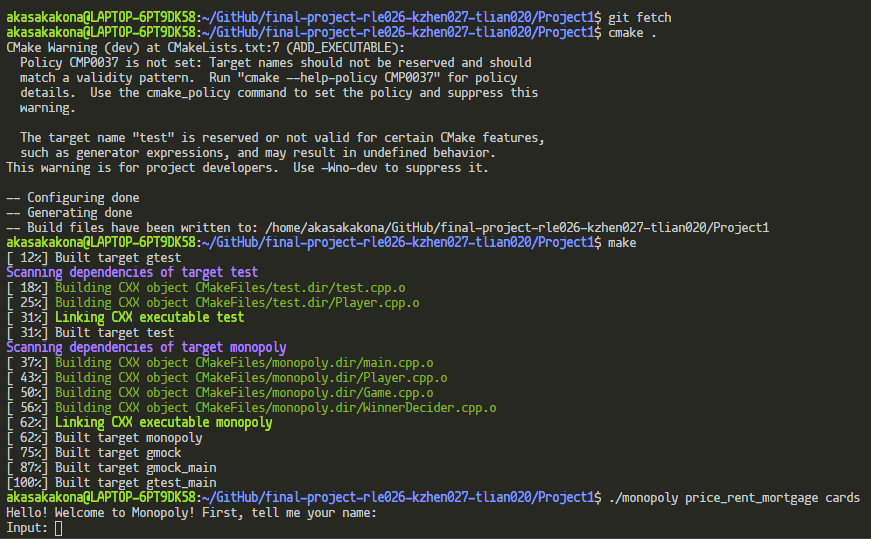 akasakakona@LAPTOP-6PT9DK58:~/GitHub/final-project-rle026-kzhen027-tlian020/Project1$ git fetch
akasakakona@LAPTOP-6PT9DK58:~/GitHub/final-project-rle026-kzhen027-tlian020/Project1$ cmake .
CMake Warning (dev) at CMakeLists.txt:7 (ADD_EXECUTABLE):
  Policy CMP0037 is not set: Target names should not be reserved and should
  match a validity pattern.  Run "cmake --help-policy CMP0037" for policy
  details.  Use the cmake_policy command to set the policy and suppress this
  warning.

  The target name "test" is reserved or not valid for certain CMake features,
  such as generator expressions, and may result in undefined behavior.
This warning is for project developers.  Use -Wno-dev to suppress it.

-- Configuring done
-- Generating done
-- Build files have been written to: /home/akasakakona/GitHub/final-project-rle026-kzhen027-tlian020/Project1
akasakakona@LAPTOP-6PT9DK58:~/GitHub/final-project-rle026-kzhen027-tlian020/Project1$ make
[ 12%] Built target gtest
Scanning dependencies of target test
[ 18%] Building CXX object CMakeFiles/test.dir/test.cpp.o
[ 25%] Building CXX object CMakeFiles/test.dir/Player.cpp.o
[ 31%] Linking CXX executable test
[ 31%] Built target test
Scanning dependencies of target monopoly
[ 37%] Building CXX object CMakeFiles/monopoly.dir/main.cpp.o
[ 43%] Building CXX object CMakeFiles/monopoly.dir/Player.cpp.o
[ 50%] Building CXX object CMakeFiles/monopoly.dir/Game.cpp.o
[ 56%] Building CXX object CMakeFiles/monopoly.dir/WinnerDecider.cpp.o
[ 62%] Linking CXX executable monopoly
[ 62%] Built target monopoly
[ 75%] Built target gmock
[ 87%] Built target gmock_main
[100%] Built target gtest_main
akasakakona@LAPTOP-6PT9DK58:~/GitHub/final-project-rle026-kzhen027-tlian020/Project1$ ./monopoly price_rent_mortgage cards
Hello! Welcome to Monopoly! First, tell me your name:
Input: